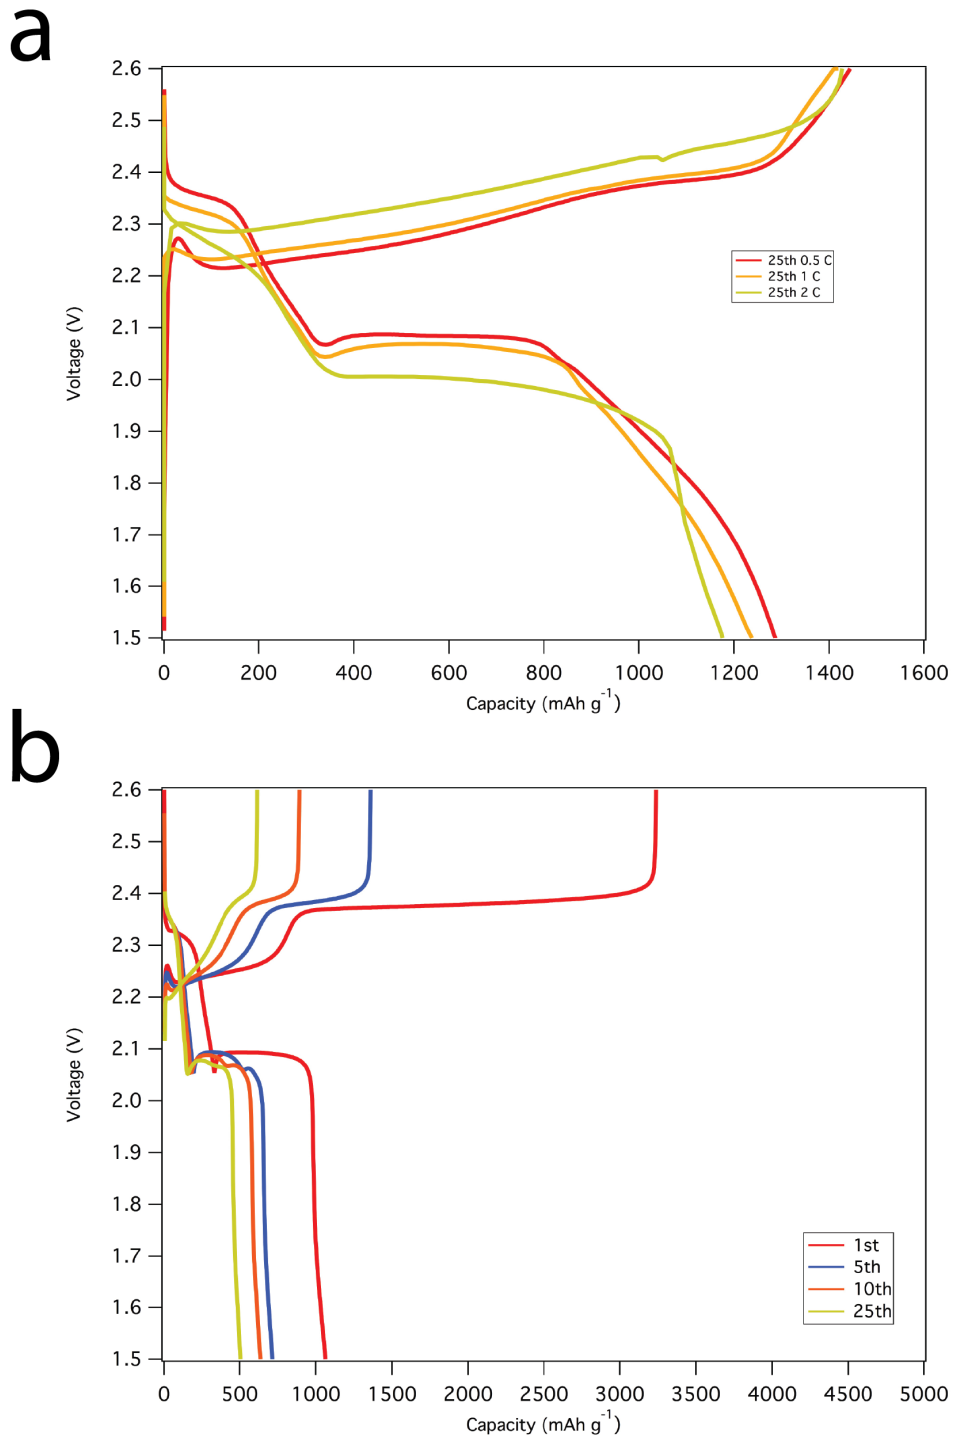 a
2.6
2.5
2.4
2.3
2.2
2.1
2.0
1.9
1.8
1.7
1.6
1.5
Voltage (V)
25th 0.5 C
25th 1 C
25th 2 C
0 200 400 600 800 1000 1200 1400 1600
Capacity (mAh g⁻¹)
b
2.6
2.5
2.4
2.3
2.2
2.1
2.0
1.9
1.8
1.7
1.6
1.5
Voltage (V)
1st
5th
10th
25th
0 500 1000 1500 2000 2500 3000 3500 4000 4500 5000
Capacity (mAh g⁻¹)